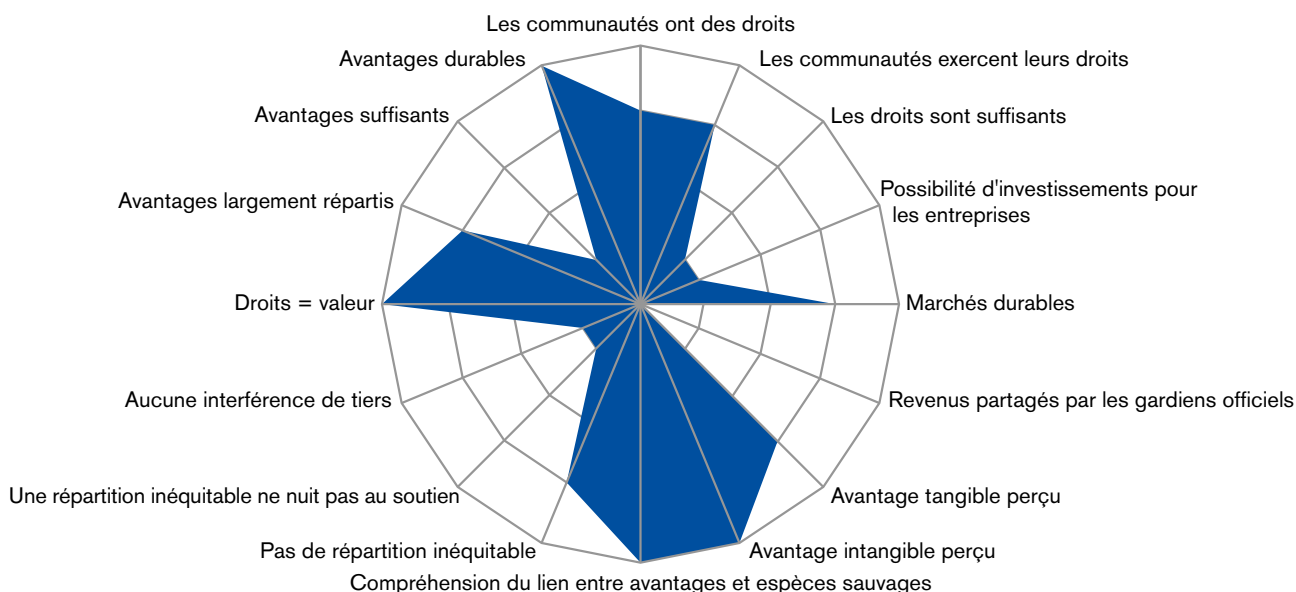 Les communautés ont des droits
Avantages durables
Les communautés exercent leurs droits
Avantages suffisants
Les droits sont suffisants
Avantages largement répartis
Possibilité d'investissements pour
les entreprises
Droits = valeur
Marchés durables
Aucune interférence de tiers
Revenus partagés par les gardiens officiels
Une répartition inéquitable ne nuit pas au soutien
Avantage tangible perçu
Pas de répartition inéquitable
Avantage intangible perçu
Compréhension du lien entre avantages et espèces sauvages